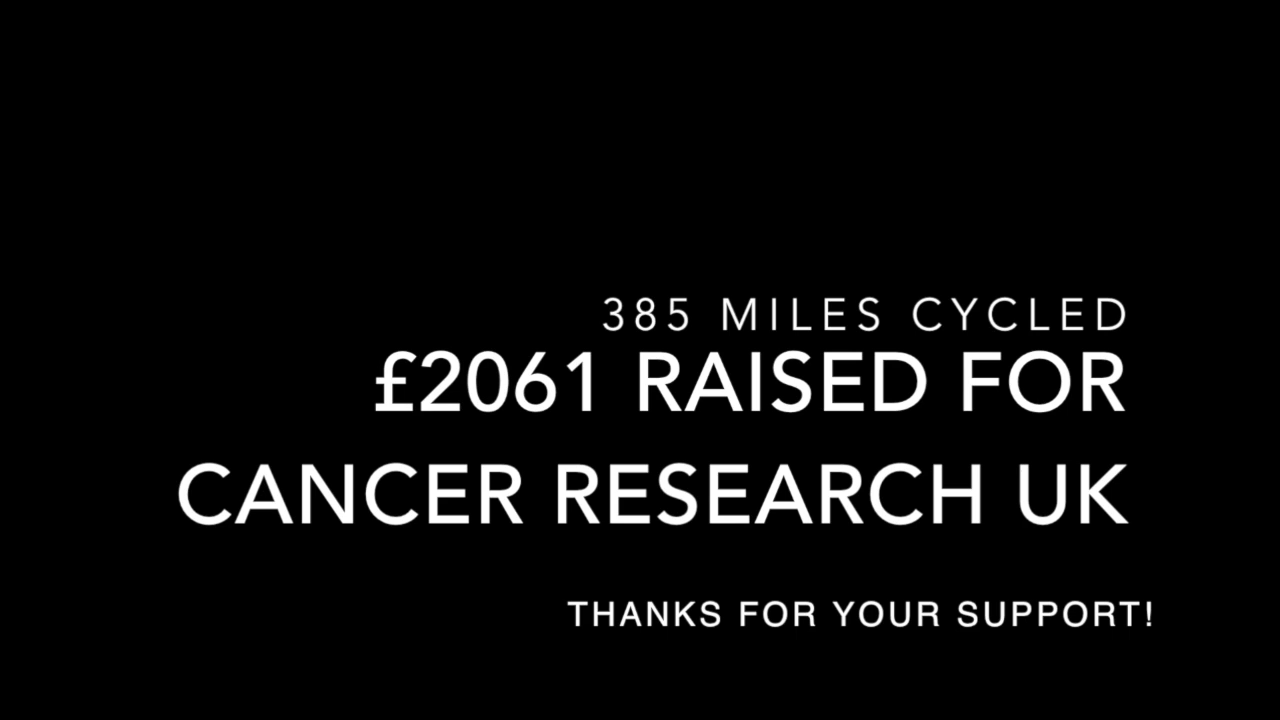 385 MILES CYCLED
£2061 RAISED FOR
CANCER RESEARCH UK
THANKS FOR YOUR SUPPORT!